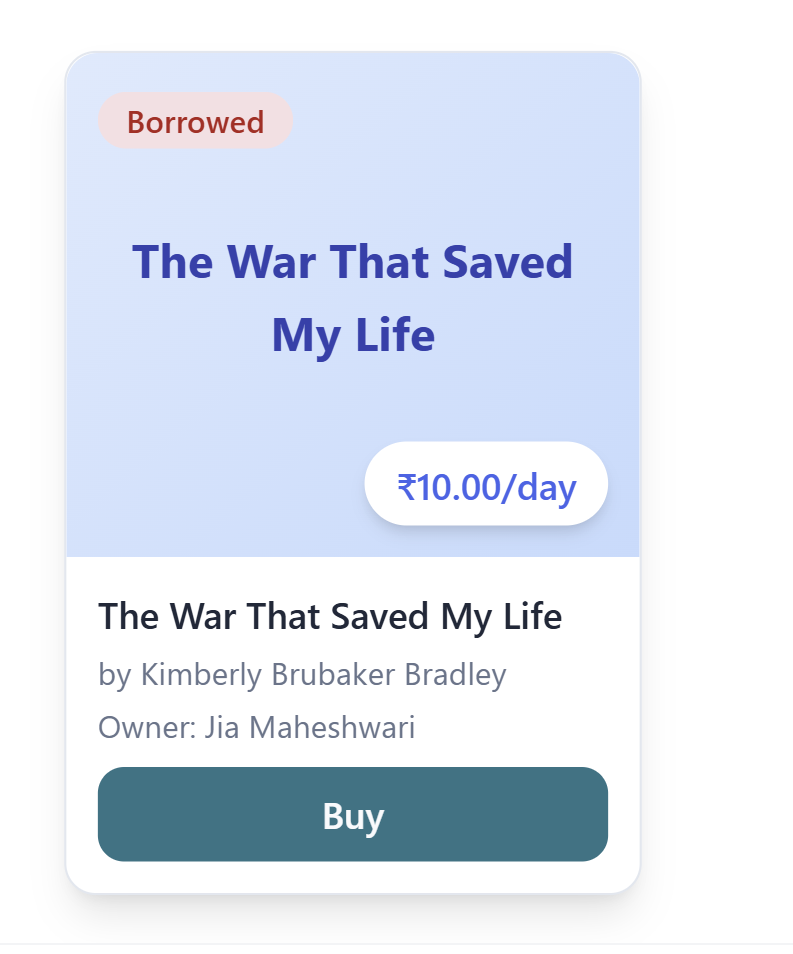 Borrowed
The War That Saved
My Life
₹10.00/day
The War That Saved My Life
by Kimberly Brubaker Bradley
Owner: Jia Maheshwari
Buy